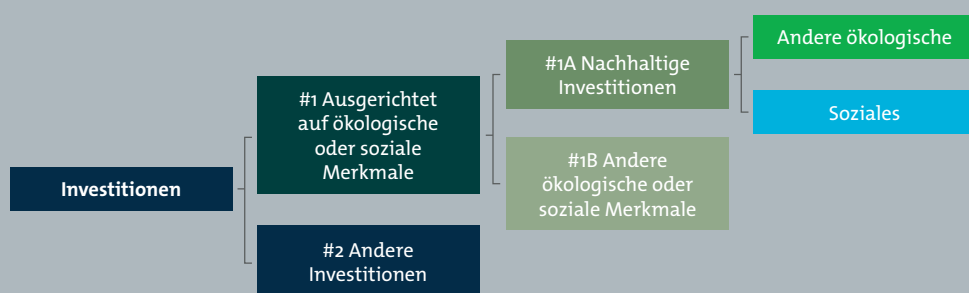 Investitionen
#1 Ausgerichtet
auf ökologische
oder soziale
Merkmale
#2 Andere
Investitionen
#1A Nachhaltige
Investitionen
#1B Andere
ökologische oder
soziale Merkmale
Andere ökologische
Soziales